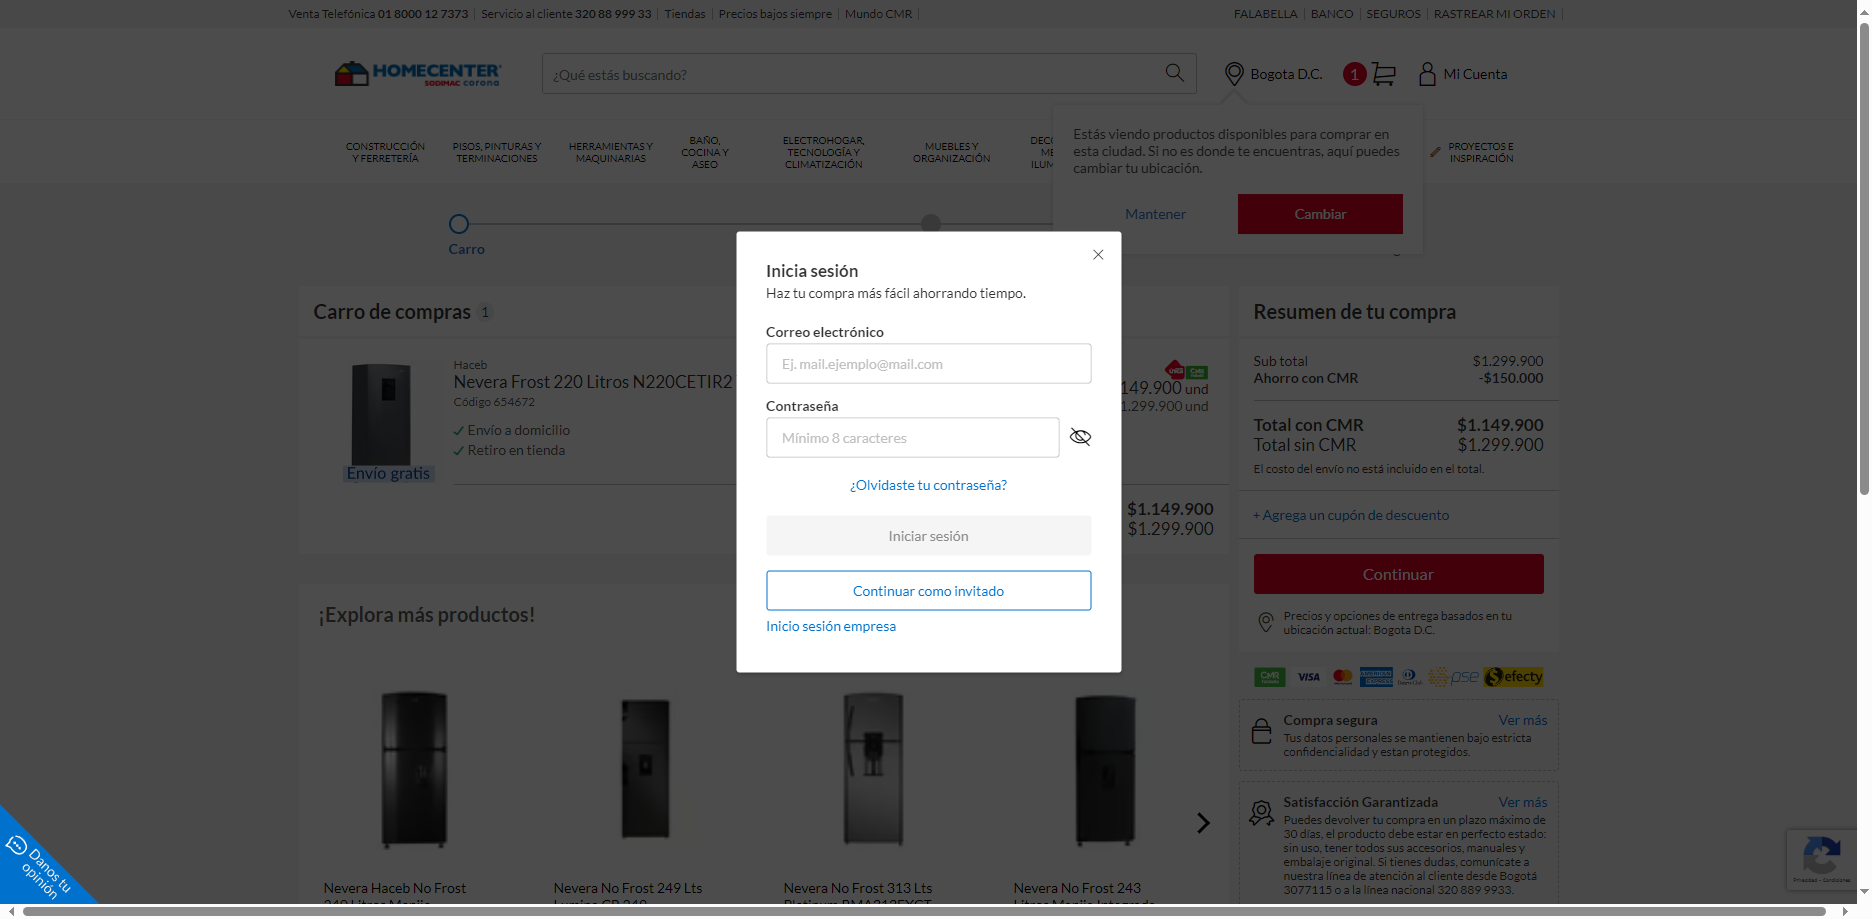 Venta Telefónica 01 8000 12 7373 Servicio al cliente 320 88 999 33 Tiendas Precios bajos siempre Mundo CMR
FALABELLA BANCO SEGUROS RASTREAR MI ORDEN
HOMECENTER
SODIMAC corona
¿Qué estás buscando?
Bogota D.C.
1
Mi Cuenta
CONSTRUCCIÓN
Y FERRETERÍA
PISOS, PINTURAS Y
TERMINACIONES
HERRAMIENTAS Y
MAQUINARIAS
BAÑO,
COCINA Y
ASEO
ELECTROHOGAR,
TECNOLOGÍA Y
CLIMATIZACIÓN
MUEBLES Y
ORGANIZACIÓN
PROYECTOS E
INSPIRACIÓN
Estás viendo productos disponibles para comprar en
esta ciudad. Si no es donde te encuentras, aquí puedes
cambiar tu ubicación.
Mantener
Cambiar
Carro
Inicia sesión
Haz tu compra más fácil ahorrando tiempo.
Correo electrónico
Ej. mail.ejemplo@mail.com
Contraseña
Mínimo 8 caracteres
¿Olvidaste tu contraseña?
Iniciar sesión
Continuar como invitado
Inicio sesión empresa
Carro de compras 1
Haceb
Nevera Frost 220 Litros N220CETIR2
Código 654672
Envío a domicilio
Retiro en tienda
Envío gratis
149.900 und
1.299.900 und
$1.149.900
$1.299.900
Resumen de tu compra
Sub total $1.299.900
Ahorro con CMR -$150.000
Total con CMR $1.149.900
Total sin CMR $1.299.900
El costo del envío no está incluido en el total.
+ Agrega un cupón de descuento
Continuar
Precios y opciones de entrega basados en tu
ubicación actual: Bogota D.C.
CMR VISA pse efecty
Compra segura Ver más
Tus datos personales se mantienen bajo estricta
confidencialidad y estan protegidos.
Satisfacción Garantizada Ver más
Puedes devolver tu compra en un plazo máximo de
30 días, el producto debe estar en perfecto estado:
sin uso, tener todos sus accesorios, manuales y
embalaje original. Si tienes dudas, comunícate a
nuestra línea de atención al cliente desde Bogotá
3077115 o a la línea nacional 320 889 9933.
¡Explora más productos!
Nevera Haceb No Frost
Nevera No Frost 249 Lts
Nevera No Frost 313 Lts
Nevera No Frost 243
Danos tu
opinión